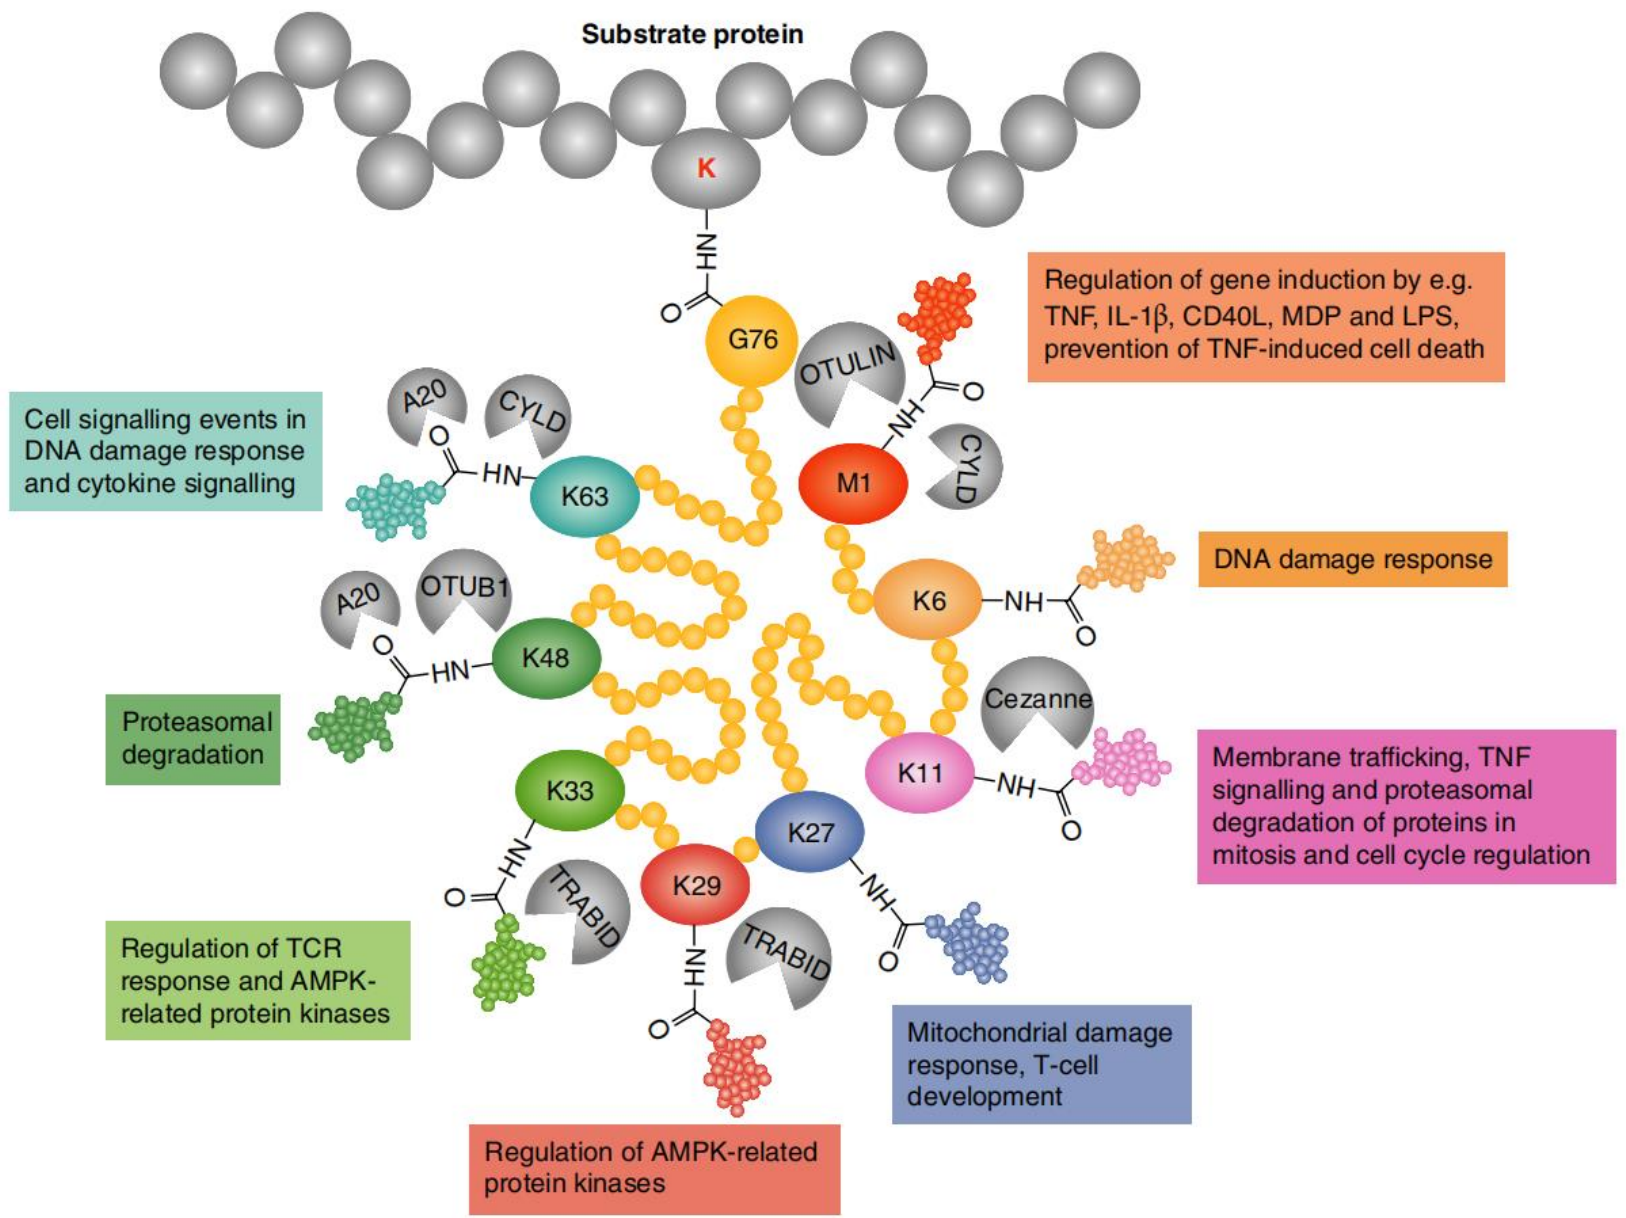 Substrate protein
K
NH
O
G76
OTULIN
NH
O
CYLD
M1
Regulation of gene induction by e.g.
TNF, IL-1β, CD40L, MDP and LPS,
prevention of TNF-induced cell death
A20
CYLD
O
HN
K63
Cell signalling events in
DNA damage response
and cytokine signalling
K6
NH
O
DNA damage response
A20
OTUB1
O
HN
K48
Proteasomal
degradation
Cezanne
K11
NH
O
Membrane trafficking, TNF
signalling and proteasomal
degradation of proteins in
mitosis and cell cycle regulation
K33
HN
O
TRABID
Regulation of TCR
response and AMPK-
related protein kinases
K29
HN
O
TRABID
Regulation of AMPK-related
protein kinases
K27
NH
O
Mitochondrial damage
response, T-cell
development